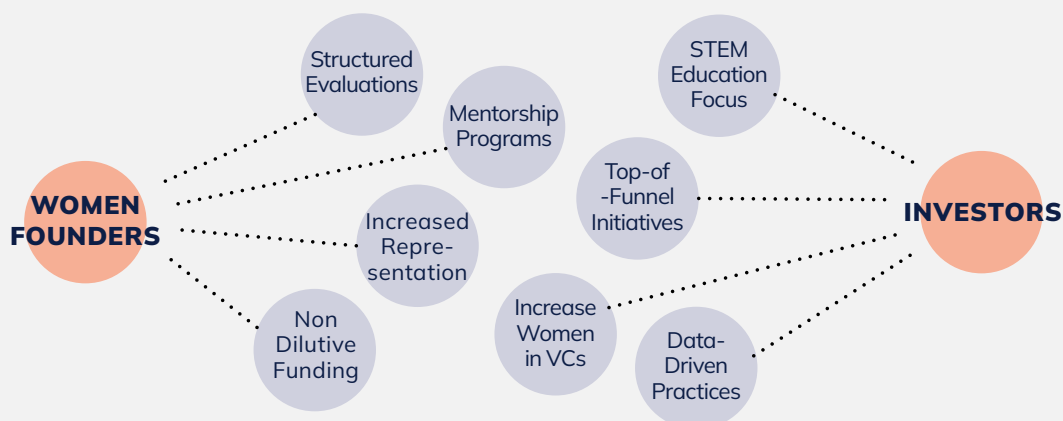 WOMEN
FOUNDERS
Structured
Evaluations
Mentorship
Programs
Increased
Repre-
sentation
Non
Dilutive
Funding
STEM
Education
Focus
Top-of
-Funnel
Initiatives
Increase
Women
in VCs
Data-
Driven
Practices
INVESTORS